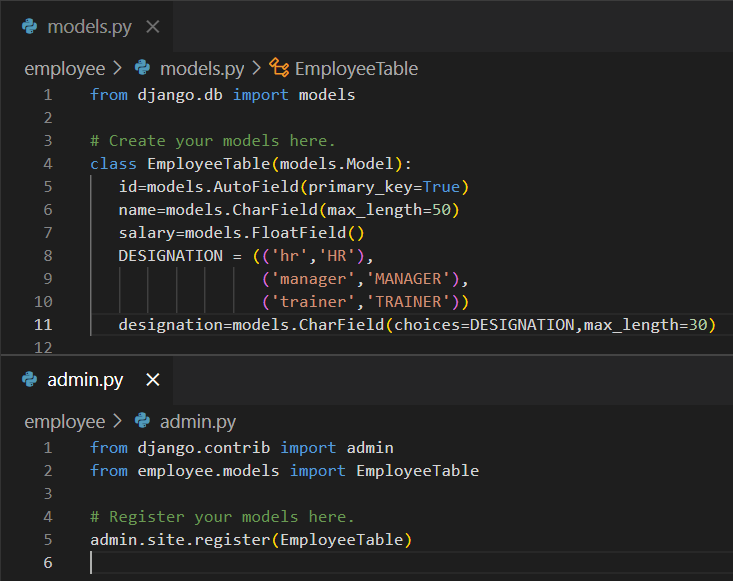 models.py
employee > models.py > EmployeeTable
1 from django.db import models
2
3 # Create your models here.
4 class EmployeeTable(models.Model):
5 id=models.AutoField(primary_key=True)
6 name=models.CharField(max_length=50)
7 salary=models.FloatField()
8 DESIGNATION = (('hr','HR'),
9 ('manager','MANAGER'),
10 ('trainer','TRAINER'))
11 designation=models.CharField(choices=DESIGNATION,max_length=30)
12
admin.py
employee > admin.py
1 from django.contrib import admin
2 from employee.models import EmployeeTable
3
4 # Register your models here.
5 admin.site.register(EmployeeTable)
6